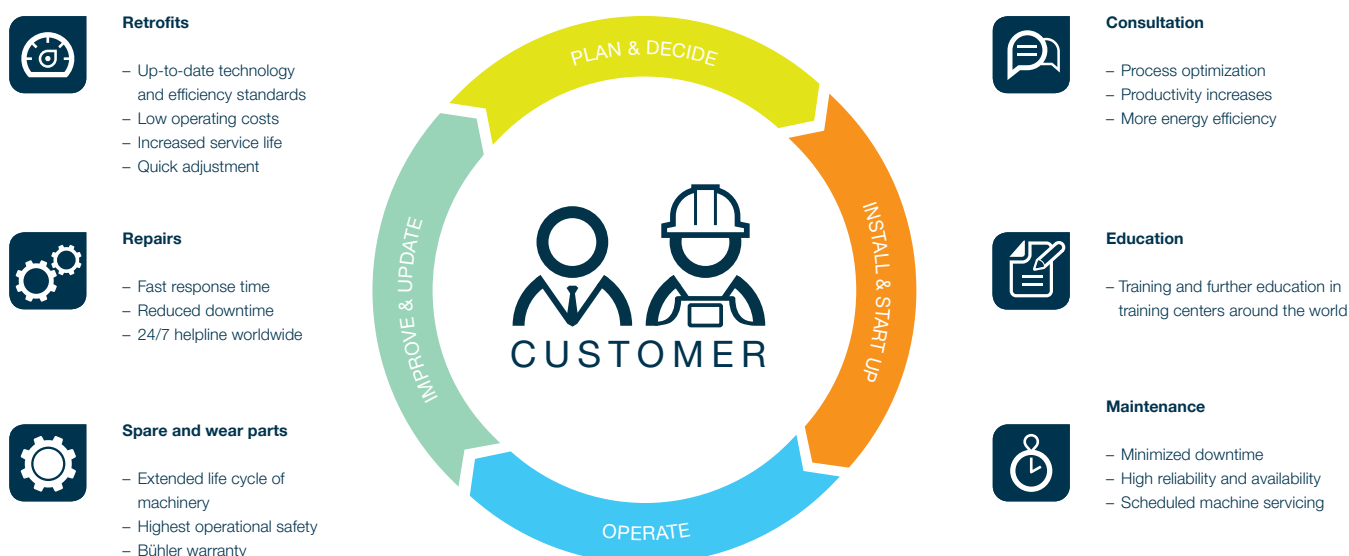 Retrofits
– Up-to-date technology
and efficiency standards
– Low operating costs
– Increased service life
– Quick adjustment
Repairs
– Fast response time
– Reduced downtime
– 24/7 helpline worldwide
Spare and wear parts
– Extended life cycle of
machinery
– Highest operational safety
– Bühler warranty
PLAN & DECIDE
INSTALL & START UP
OPERATE
IMPROVE & UPDATE
CUSTOMER
Consultation
– Process optimization
– Productivity increases
– More energy efficiency
Education
– Training and further education in
training centers around the world
Maintenance
– Minimized downtime
– High reliability and availability
– Scheduled machine servicing